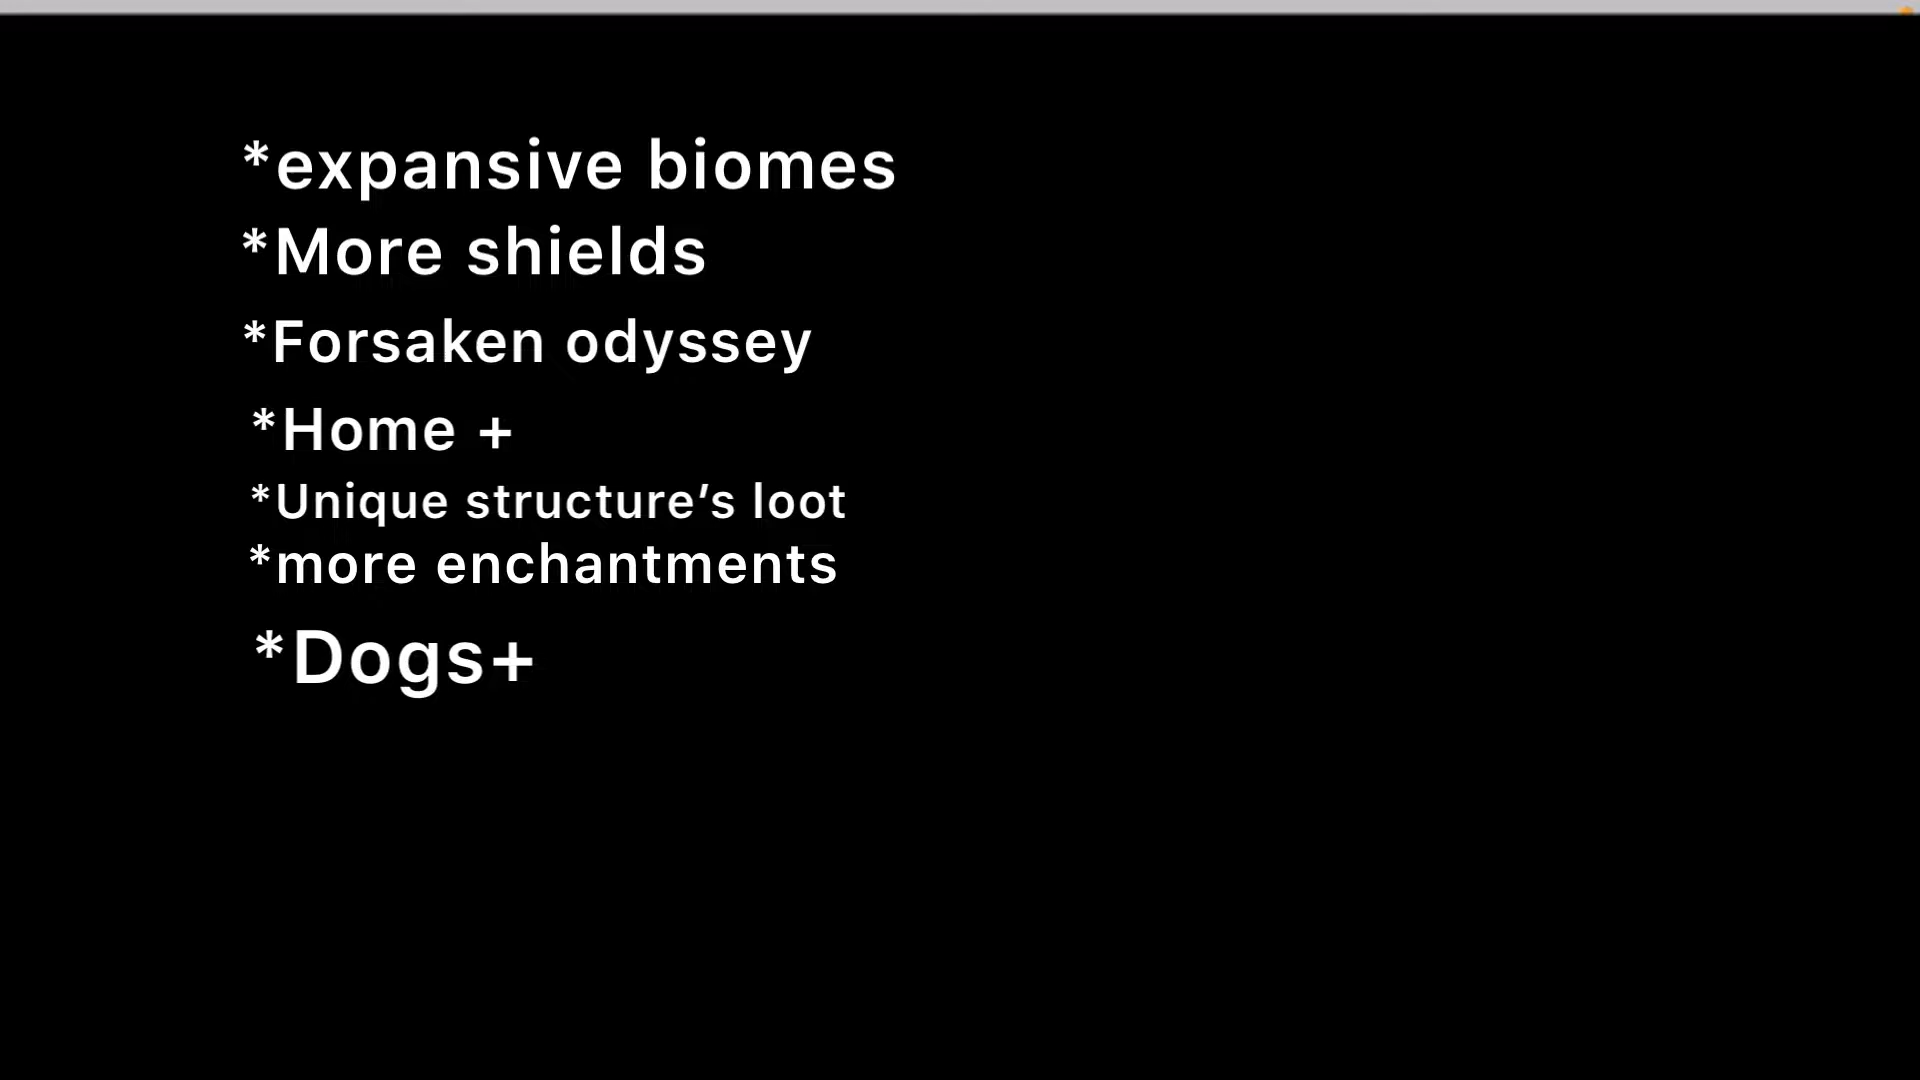 *expansive biomes
*More shields
*Forsaken odyssey
*Home +
*Unique structure’s loot
*more enchantments
*Dogs+